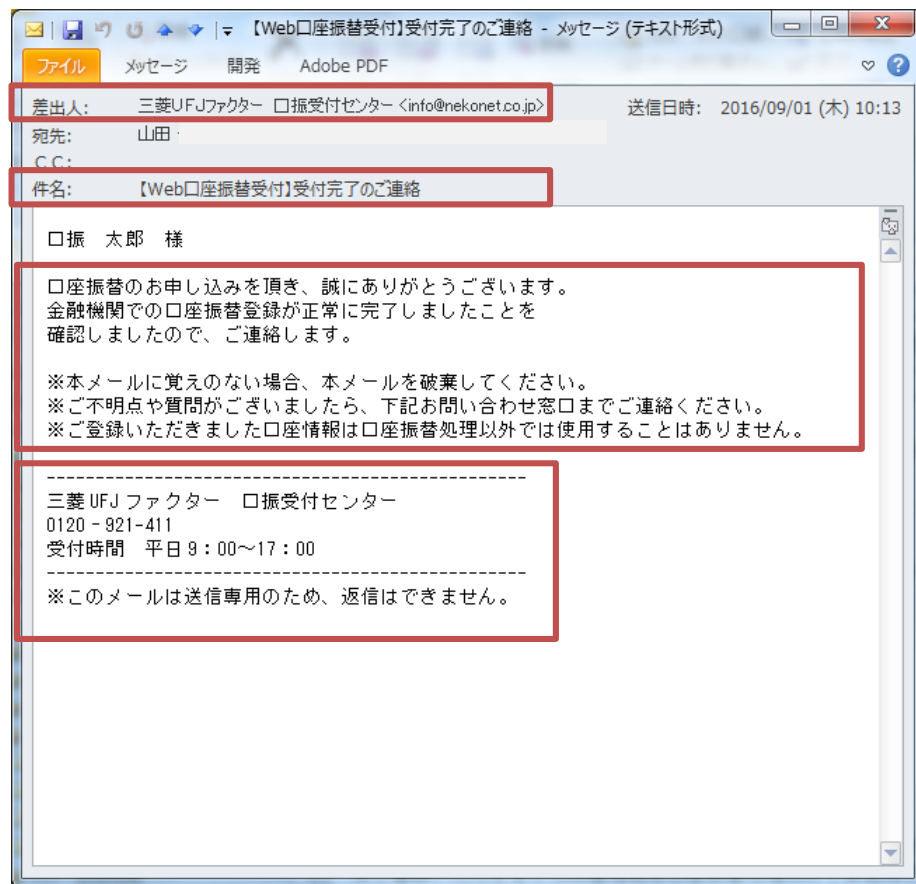 【Web口座振替受付】受付完了のご連絡 - メッセージ (テキスト形式)
ファイル メッセージ 開発 Adobe PDF
差出人: 三菱UFJファクター 口振受付センター <info@nekonet.co.jp> 送信日時: 2016/09/01 (木) 10:13
宛先: 山田
CC:
件名: 【Web口座振替受付】受付完了のご連絡
口振 太郎 様
口座振替のお申し込みを頂き、誠にありがとうございます。
金融機関での口座振替登録が正常に完了しましたことを
確認しましたので、ご連絡します。
※本メールに覚えのない場合、本メールを破棄してください。
※ご不明点や質問がございましたら、下記お問い合わせ窓口までご連絡ください。
※ご登録いただきました口座情報は口座振替処理以外では使用することはありません。
-------------------------------------------------
三菱UFJファクター 口振受付センター
0120-921-411
受付時間 平日9:00~17:00
-------------------------------------------------
※このメールは送信専用のため、返信はできません。